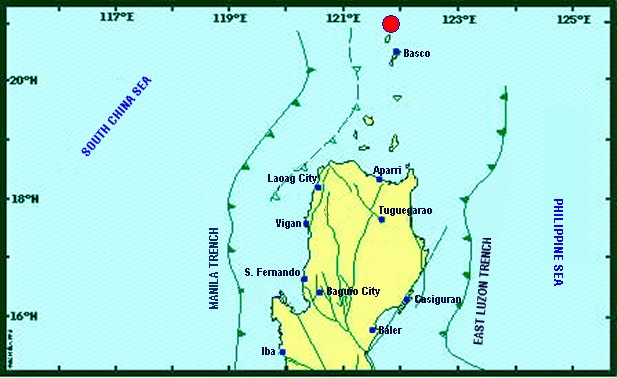 117°E
119°E
121°E
123°E
125°E
Basco
20°N
SOUTH CHINA SEA
Aparri
Laoag City
18°N
Tuguegarao
Vigan
PHILIPPINE SEA
MANILA TRENCH
EAST LUZON TRENCH
S. Fernando
Baguio City
Casiguran
16°N
Baler
Iba